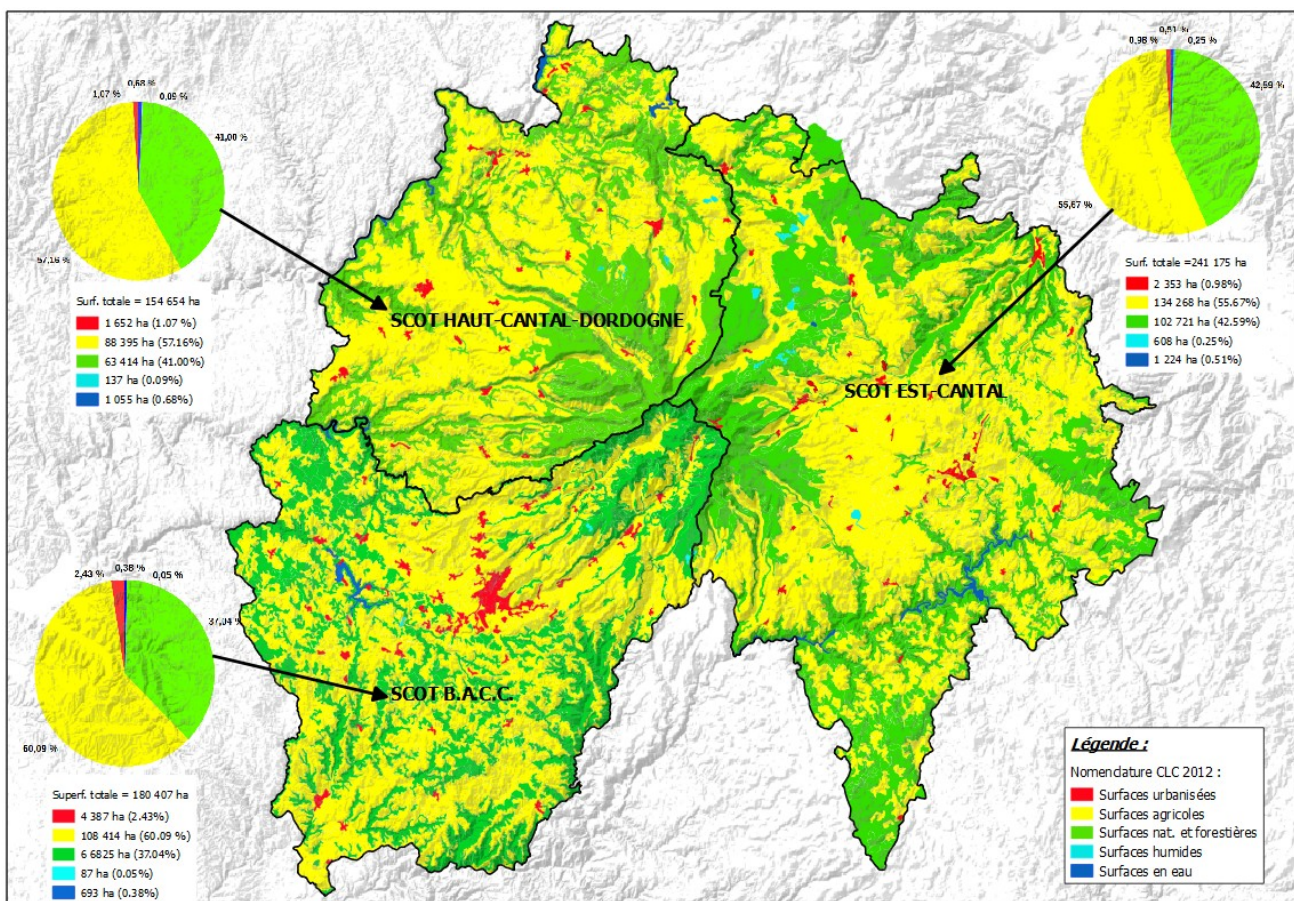 0,68 %
1,07 %
0,09 %
41,00 %
57,16 %
Surf. totale = 154 654 ha
1 652 ha (1.07 %)
88 395 ha (57.16%)
63 414 ha (41.00%)
137 ha (0.09%)
1 055 ha (0.68%)
SCOT HAUT-CANTAL-DORDOGNE
0,51 %
0,98 %
0,25 %
42,59 %
55,67 %
Surf. totale =241 175 ha
2 353 ha (0.98%)
134 268 ha (55.67%)
102 721 ha (42.59%)
608 ha (0.25%)
1 224 ha (0.51%)
SCOT EST-CANTAL
2,43 %
0,38 %
0,05 %
37,04 %
60,09 %
SCOT B.A.C.C.
Superf. totale = 180 407 ha
4 387 ha (2.43%)
108 414 ha (60.09 %)
6 6825 ha (37.04%)
87 ha (0.05%)
693 ha (0.38%)
Légende :
Nomenclature CLC 2012 :
Surfaces urbanisées
Surfaces agricoles
Surfaces nat. et forestières
Surfaces humides
Surfaces en eau